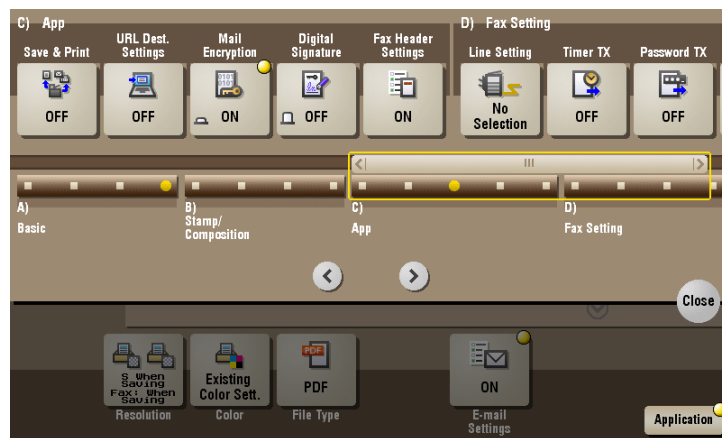 C) App
D) Fax Setting
Save & Print
URL Dest.
Settings
Mail
Encryption
Digital
Signature
Fax Header
Settings
Line Setting
Timer TX
Password TX
OFF
OFF
ON
OFF
ON
No
Selection
OFF
OFF
A)
Basic
B)
Stamp/
Composition
C)
App
D)
Fax Setting
Close
S When
Saving
Fax: When
Saving
Resolution
Existing
Color Sett.
Color
PDF
PDF
File Type
ON
E-mail
Settings
Application